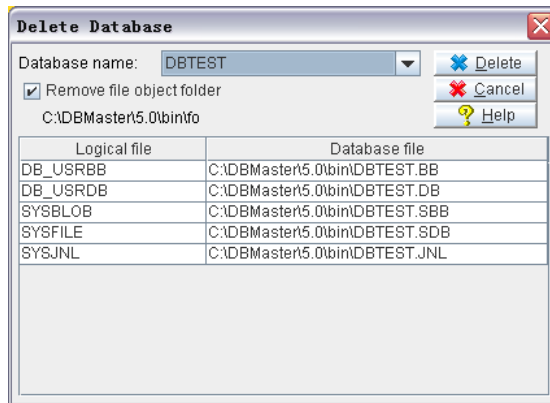 Delete Database
Database name: DBTEST Delete
Remove file object folder Cancel
C:\DBMaster\5.0\bin\fo Help
Logical file Database file
DB_USRBB C:\DBMaster\5.0\bin\DBTEST.BB
DB_USRDB C:\DBMaster\5.0\bin\DBTEST.DB
SYSBLOB C:\DBMaster\5.0\bin\DBTEST.SBB
SYSFILE C:\DBMaster\5.0\bin\DBTEST.SDB
SYSJNL C:\DBMaster\5.0\bin\DBTEST.JNL